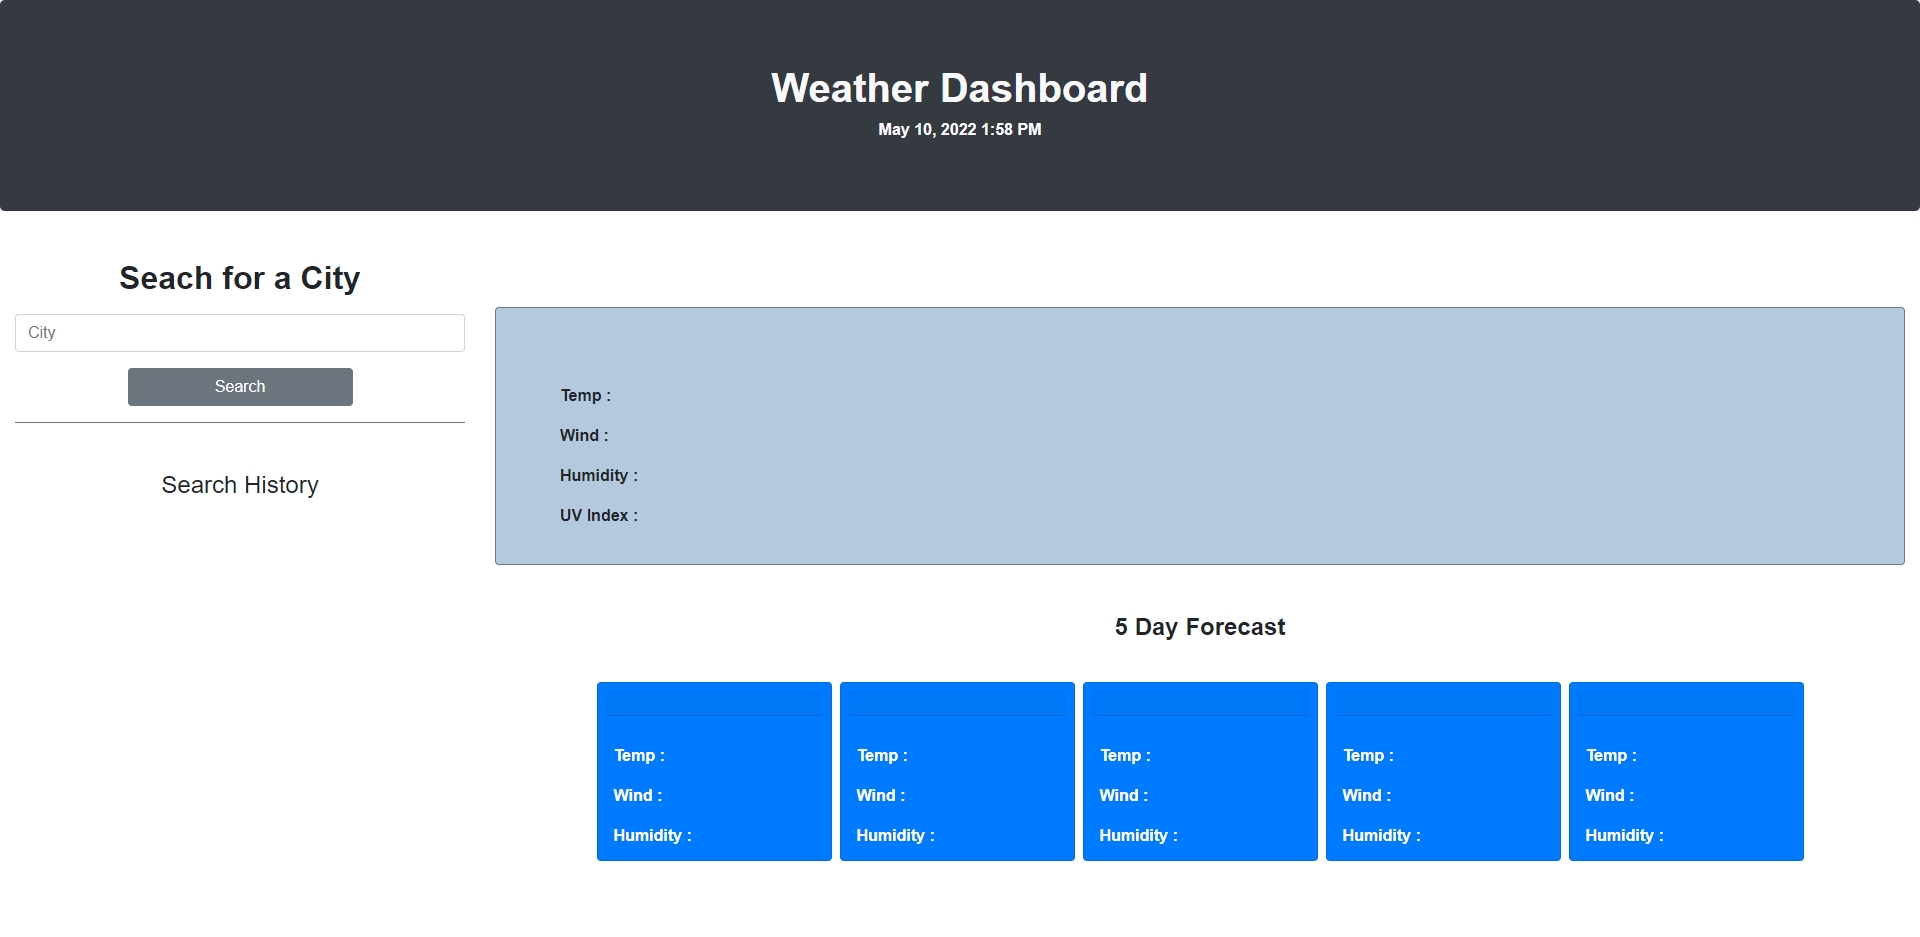 Weather Dashboard
May 10, 2022 1:58 PM
Seach for a City
City
Search
Search History
Temp :
Wind :
Humidity :
UV Index :
5 Day Forecast
Temp :
Wind :
Humidity :
Temp :
Wind :
Humidity :
Temp :
Wind :
Humidity :
Temp :
Wind :
Humidity :
Temp :
Wind :
Humidity :